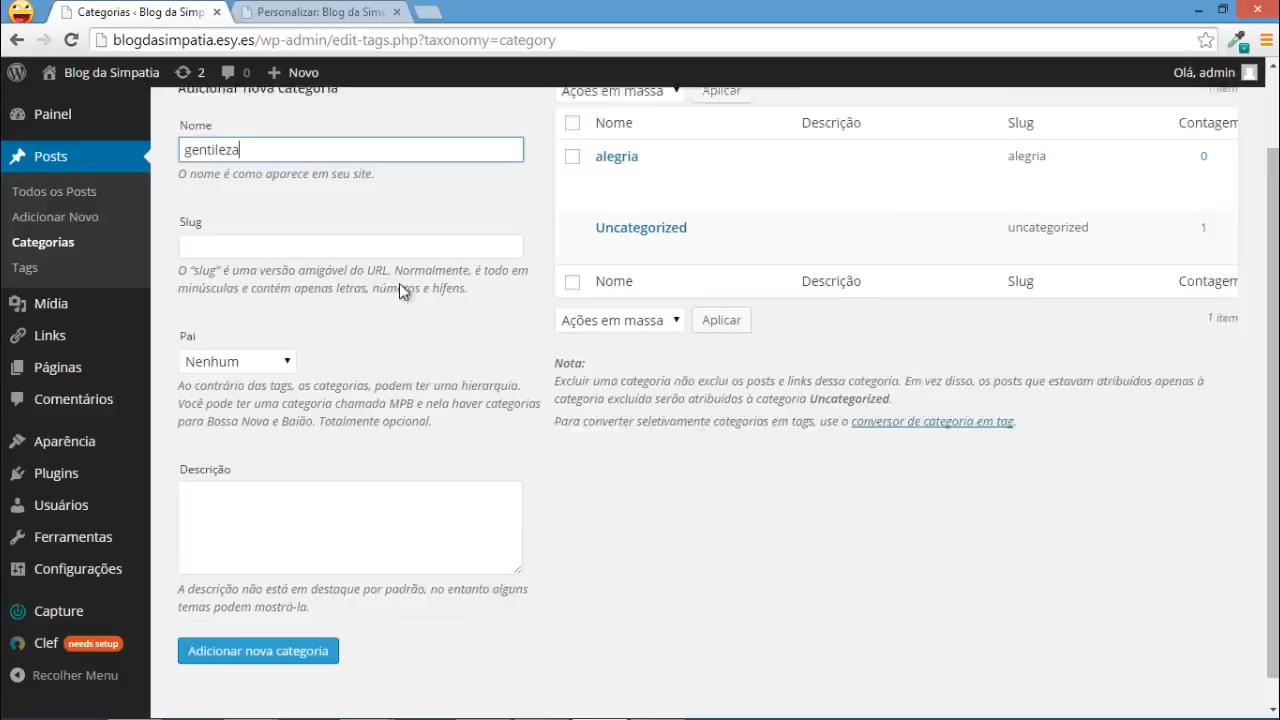 Categorias ‹ Blog da Simp
Personalizar: Blog da Simpa
blogdasimpatia.esy.es/wp-admin/edit-tags.php?taxonomy=category
Blog da Simpatia
2
0
Novo
Olá, admin
Painel
Posts
Todos os Posts
Adicionar Novo
Categorias
Tags
Mídia
Links
Páginas
Comentários
Aparência
Plugins
Usuários
Ferramentas
Configurações
Capture
Clef needs setup
Recolher Menu
Adicionar nova categoria
Nome
gentileza
O nome é como aparece em seu site.
Slug
O “slug” é uma versão amigável do URL. Normalmente, é todo em
minúsculas e contém apenas letras, números e hífens.
Pai
Nenhum
Ao contrário das tags, as categorias, podem ter uma hierarquia.
Você pode ter uma categoria chamada MPB e nela haver categorias
para Bossa Nova e Baião. Totalmente opcional.
Descrição
A descrição não está em destaque por padrão, no entanto alguns
temas podem mostrá-la.
Adicionar nova categoria
Ações em massa Aplicar 1 item
Nome Descrição Slug Contagem
alegria alegria 0
Uncategorized uncategorized 1
Nome Descrição Slug Contagem
Ações em massa Aplicar 1 item
Nota:
Excluir uma categoria não exclui os posts e links dessa categoria. Em vez disso, os posts que estavam atribuídos apenas à
categoria excluída serão atribuídos à categoria Uncategorized.
Para converter seletivamente categorias em tags, use o conversor de categoria em tag.